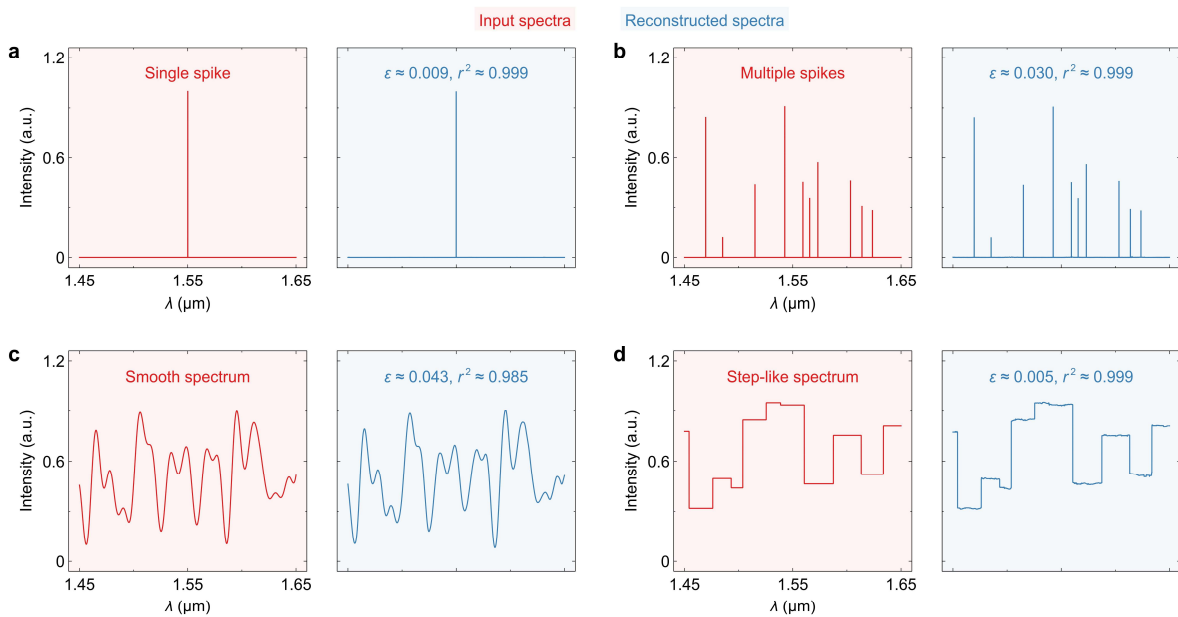 Input spectra
Reconstructed spectra
a
Single spike
ε ≈ 0.009, r² ≈ 0.999
1.2
0.6
0
Intensity (a.u.)
1.45
1.55
1.65
λ (μm)
b
Multiple spikes
ε ≈ 0.030, r² ≈ 0.999
1.2
0.6
0
Intensity (a.u.)
1.45
1.55
1.65
λ (μm)
c
Smooth spectrum
ε ≈ 0.043, r² ≈ 0.985
1.2
0.6
0
Intensity (a.u.)
1.45
1.55
1.65
λ (μm)
d
Step-like spectrum
ε ≈ 0.005, r² ≈ 0.999
1.2
0.6
0
Intensity (a.u.)
1.45
1.55
1.65
λ (μm)